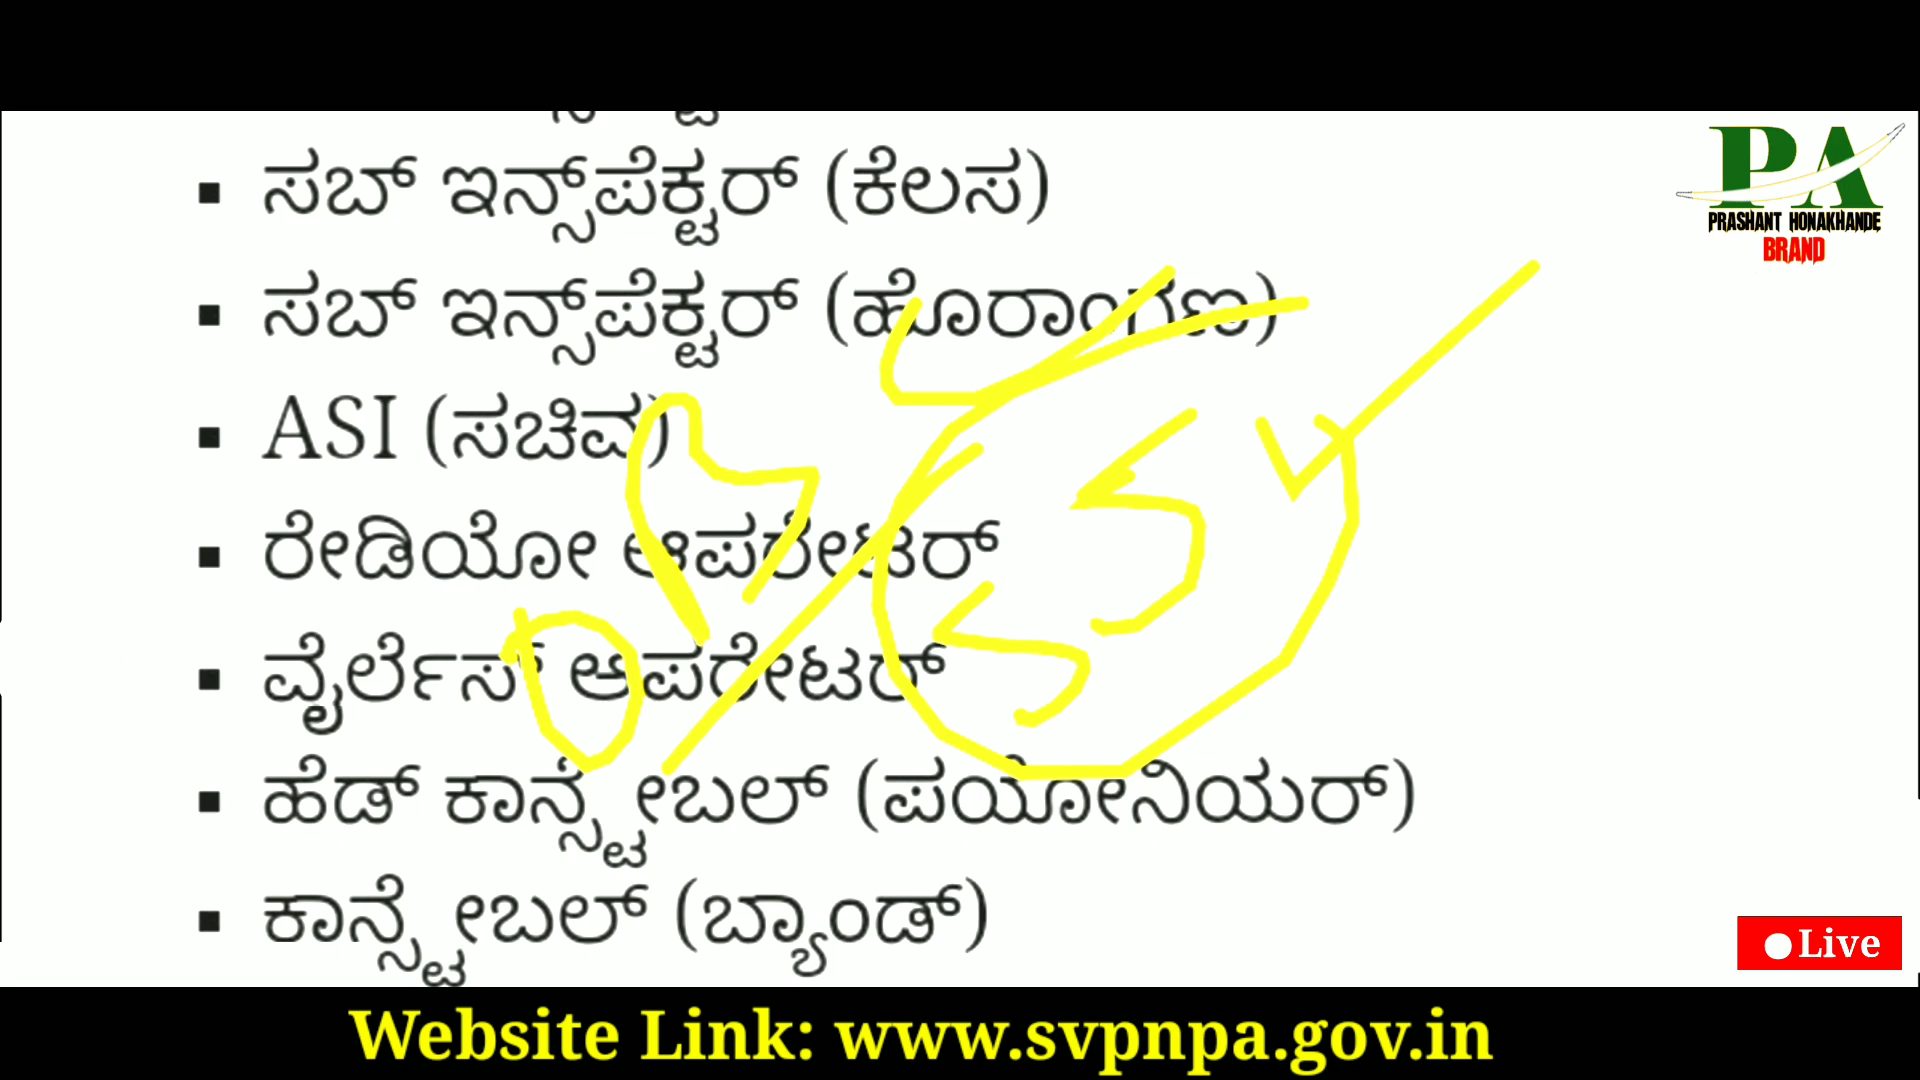 PA
PRASHANT HONAKHANDE
BRAND
▪ ಸಬ್ ಇನ್ಸ್‌ಪೆಕ್ಟರ್ (ಕೆಲಸ)
▪ ಸಬ್ ಇನ್ಸ್‌ಪೆಕ್ಟರ್ (ಹೊರಾಂಗಣ)
▪ ASI (ಸಚಿವ)
▪ ರೇಡಿಯೋ ಆಪರೇಟರ್
▪ ವೈರ್ಲೆಸ್ ಆಪರೇಟರ್
▪ ಹೆಡ್ ಕಾನ್ಸ್ಟೇಬಲ್ (ಪಯೋನಿಯರ್)
▪ ಕಾನ್ಸ್ಟೇಬಲ್ (ಬ್ಯಾಂಡ್)
Live
Website Link: www.svpnpa.gov.in